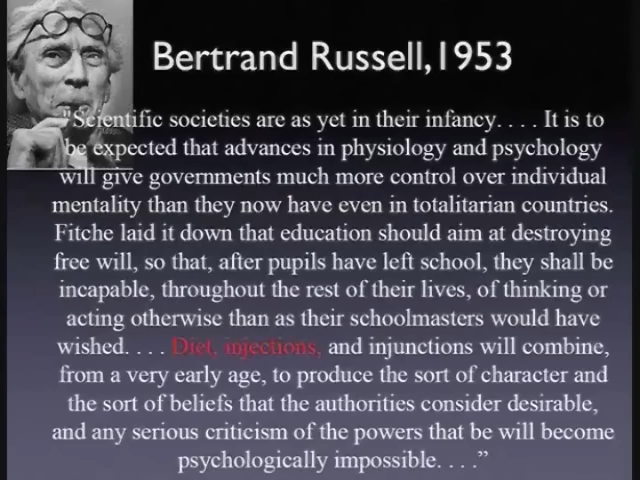 Bertrand Russell,1953
"Scientific societies are as yet in their infancy. . . . It is to
be expected that advances in physiology and psychology
will give governments much more control over individual
mentality than they now have even in totalitarian countries.
Fitche laid it down that education should aim at destroying
free will, so that, after pupils have left school, they shall be
incapable, throughout the rest of their lives, of thinking or
acting otherwise than as their schoolmasters would have
wished. . . . Diet, injections, and injunctions will combine,
from a very early age, to produce the sort of character and
the sort of beliefs that the authorities consider desirable,
and any serious criticism of the powers that be will become
psychologically impossible. . . .”